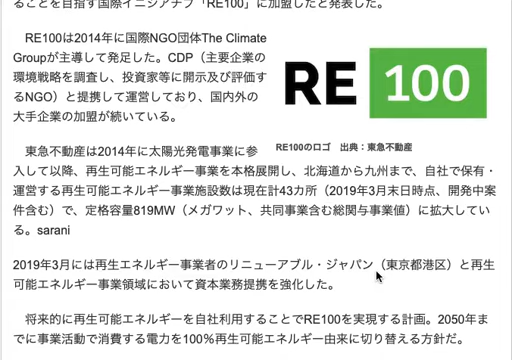 ることを目指す国際イニシアチブ「RE100」に加盟したと発表した。
RE100は2014年に国際NGO団体The Climate
Groupが主導して発足した。CDP（主要企業の
環境戦略を調査し、投資家等に開示及び評価す
るNGO）と提携して運営しており、国内外の
大手企業の加盟が続いている。
RE 100
RE100のロゴ 出典：東急不動産
東急不動産は2014年に太陽光発電事業に参
入して以降、再生可能エネルギー事業を本格展開し、北海道から九州まで、自社で保有・
運営する再生可能エネルギー事業施設数は現在計43カ所（2019年3月末日時点、開発中案
件含む）で、定格容量819MW（メガワット、共同事業含む総関与事業値）に拡大してい
る。sarani
2019年3月には再生エネルギー事業者のリニューアブル・ジャパン（東京都港区）と再生
可能エネルギー事業領域において資本業務提携を強化した。
将来的に再生可能エネルギーを自社利用することでRE100を実現する計画。2050年ま
でに事業活動で消費する電力を100%再生可能エネルギー由来に切り替える方針だ。